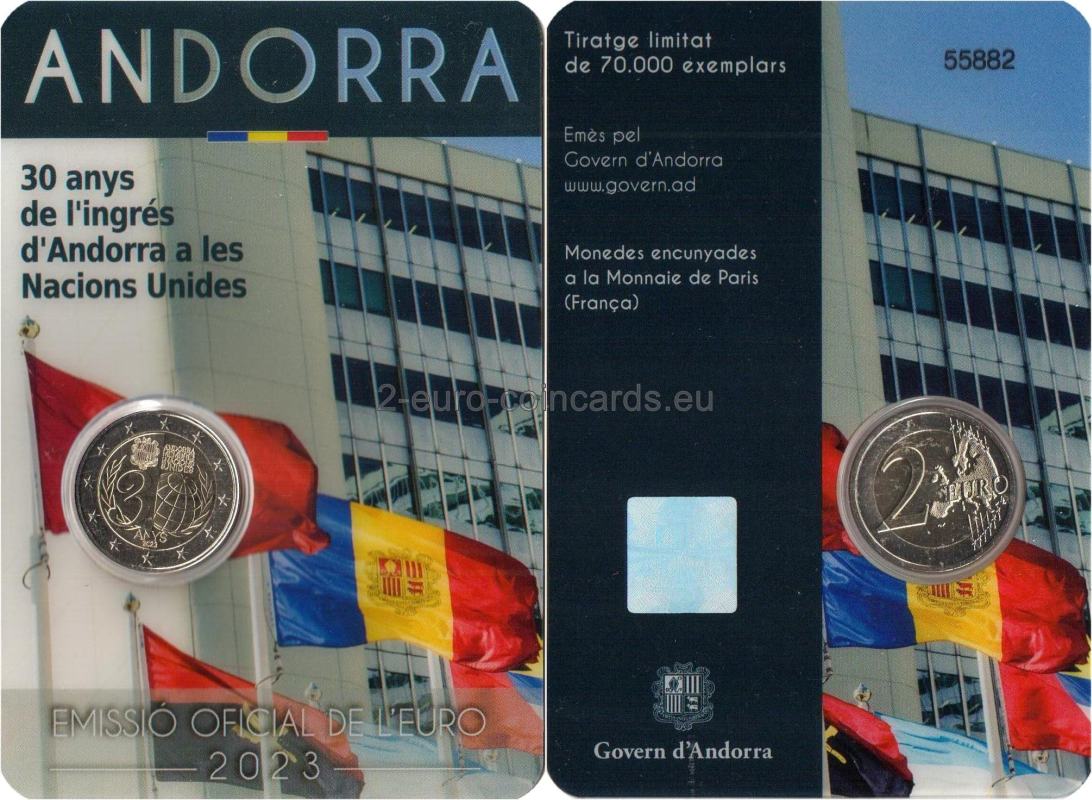 ANDORRA
30 anys
de l'ingrés
d'Andorra a les
Nacions Unides
ANYS
2023
EMISSIÓ OFICIAL DE L'EURO
2023
Tiratge limitat
de 70.000 exemplars
55882
Emès pel
Govern d'Andorra
www.govern.ad
Monedes encunyades
a la Monnaie de Paris
(França)
2 EURO
Govern d'Andorra
2-euro-coincards.eu